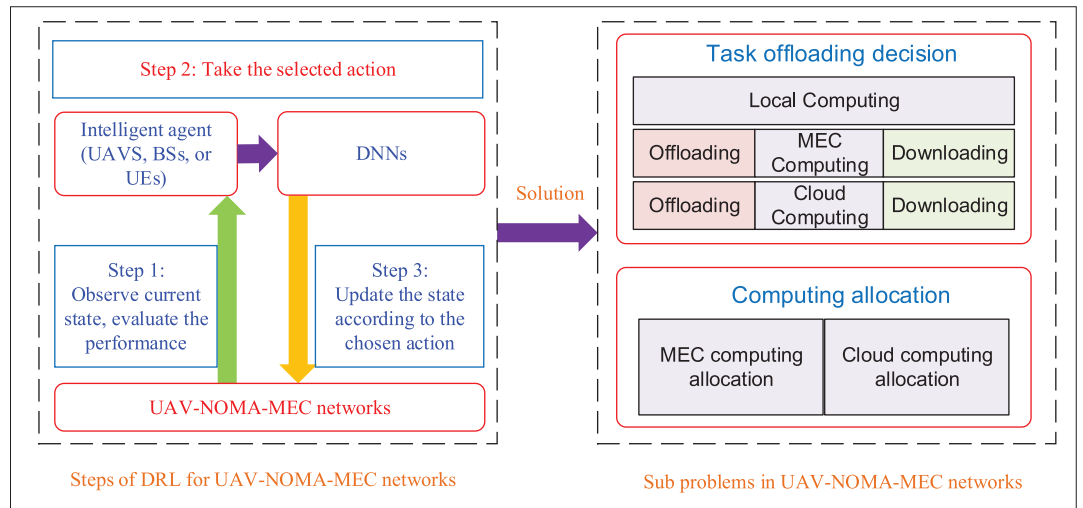 Step 2: Take the selected action
Intelligent agent
(UAVS, BSs, or
UEs)
DNNs
Step 1:
Observe current
state, evaluate the
performance
Step 3:
Update the state
according to the
chosen action
UAV-NOMA-MEC networks
Steps of DRL for UAV-NOMA-MEC networks
Solution
Task offloading decision
Local Computing
Offloading
MEC
Computing
Downloading
Offloading
Cloud
Computing
Downloading
Computing allocation
MEC computing
allocation
Cloud computing
allocation
Sub problems in UAV-NOMA-MEC networks